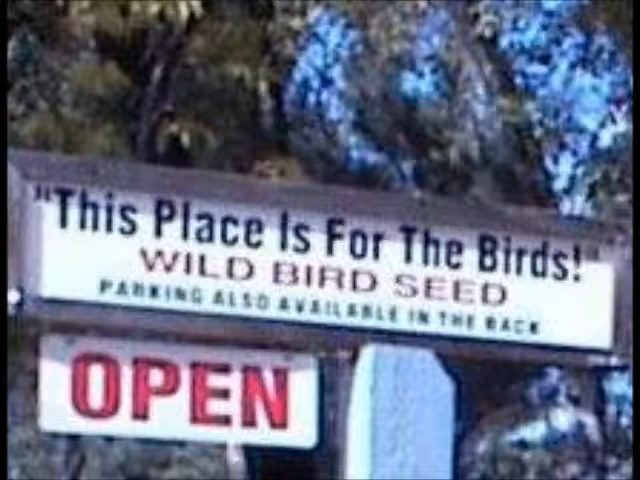 "This Place Is For The Birds!"
WILD BIRD SEED
PARKING ALSO AVAILABLE IN THE BACK
OPEN